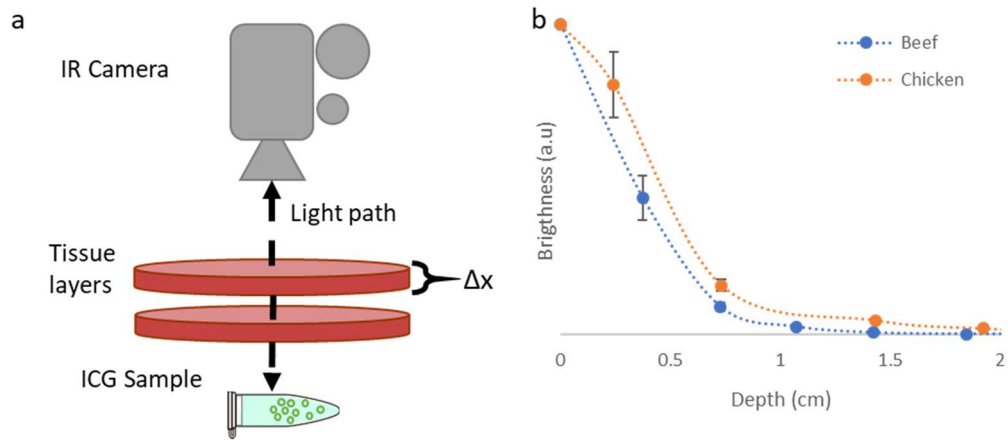 a
IR Camera
Light path
Tissue
layers
Δx
ICG Sample
b
Beef
Chicken
Brigthness (a.u)
0
0.5
1
1.5
2
Depth (cm)